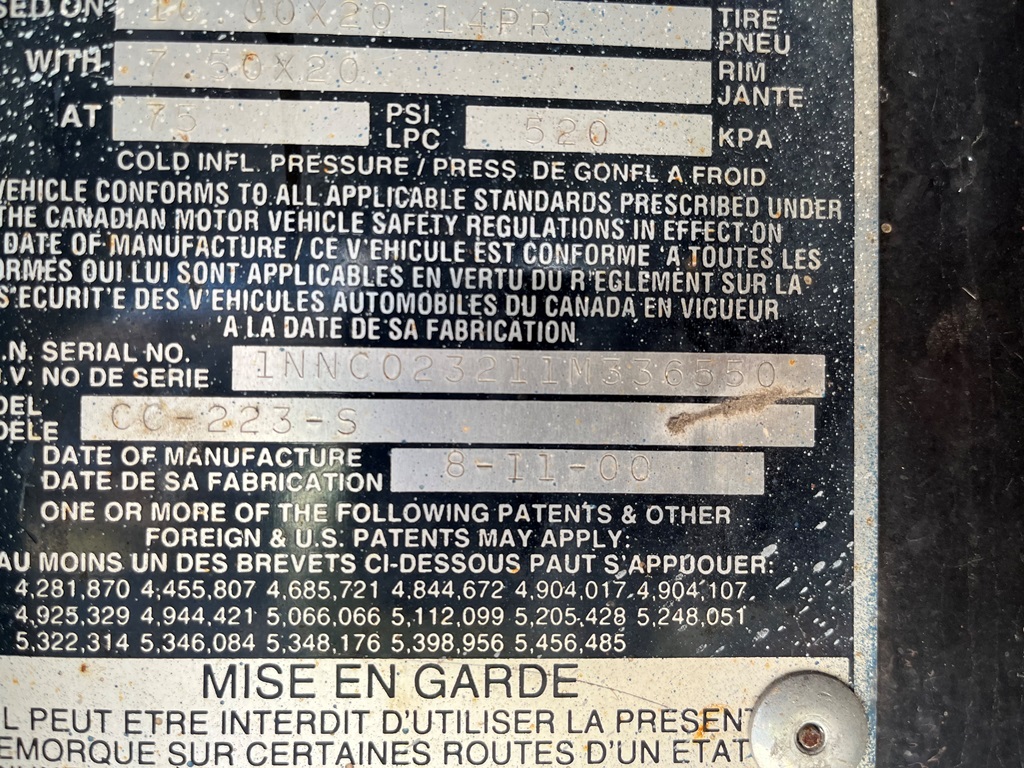 SED ON 10.00X20 14PR TIRE
PNEU
WITH 7.50X20 RIM
JANTE
AT 75 PSI LPC 520 KPA
COLD INFL. PRESSURE / PRESS. DE GONFL A FROID
VEHICLE CONFORMS TO ALL APPLICABLE STANDARDS PRESCRIBED UNDER
THE CANADIAN MOTOR VEHICLE SAFETY REGULATIONS IN EFFECT ON
DATE OF MANUFACTURE / CE V'EHICULE EST CONFORME 'A TOUTES LES
ORMES QUI LUI SONT APPLICABLES EN VERTU DU R'EGLEMENT SUR LA
S'ECURIT'E DES V'EHICULES AUTOMOBILES DU CANADA EN VIGUEUR
'A LA DATE DE SA FABRICATION
.N. SERIAL NO. 1NNC023211M336550
.V. NO DE SERIE
DEL CC-223-S
DELE
DATE OF MANUFACTURE 8-11-00
DATE DE SA FABRICATION
ONE OR MORE OF THE FOLLOWING PATENTS & OTHER
FOREIGN & U.S. PATENTS MAY APPLY:
AU MOINS UN DES BREVETS CI-DESSOUS PAUT S'APPUOUER:
4,281,870 4,455,807 4,685,721 4,844,672 4,904,017 4,904,107
4,925,329 4,944,421 5,066,066 5,112,099 5,205,428 5,248,051
5,322,314 5,346,084 5,348,176 5,398,956 5,456,485
MISE EN GARDE
L PEUT ETRE INTERDIT D'UTILISER LA PRESENT
EMORQUE SUR CERTAINES ROUTES D'UN ETAT